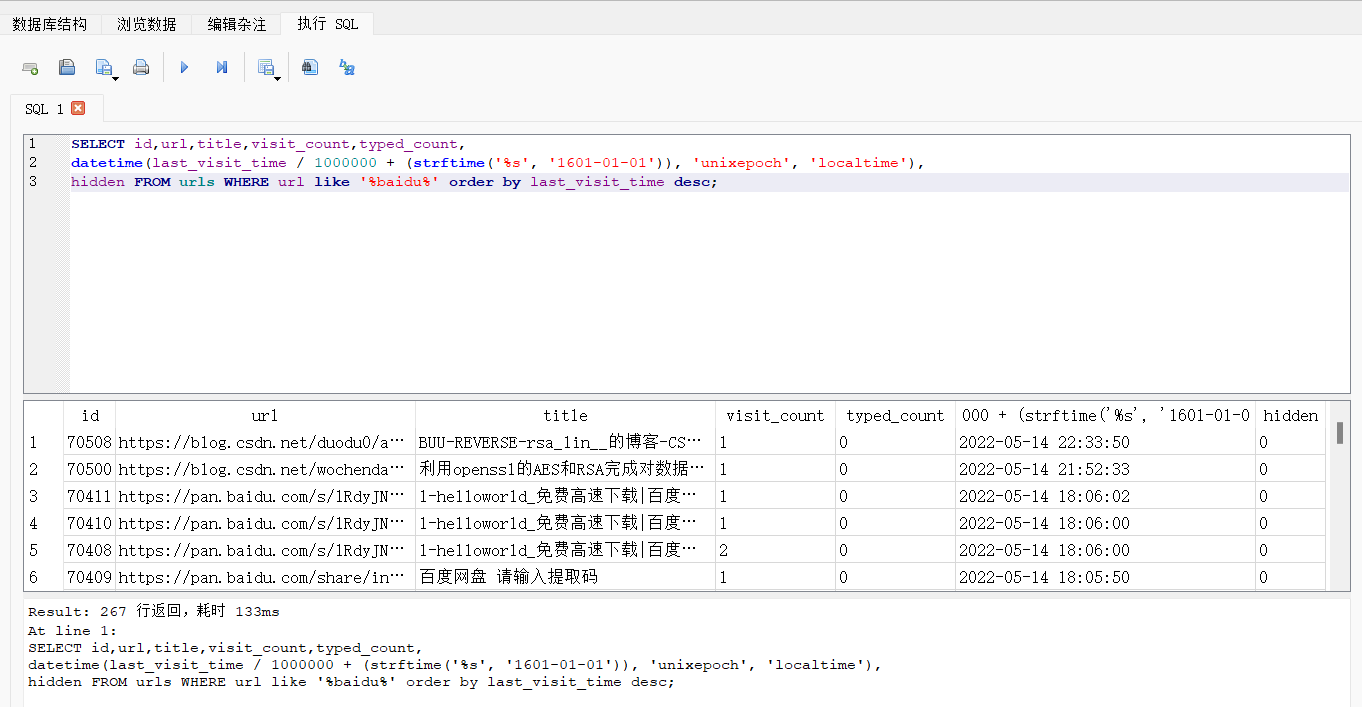 数据库结构 浏览数据 编辑杂注 执行 SQL
SQL 1
1 SELECT id,url,title,visit_count,typed_count,
2 datetime(last_visit_time / 1000000 + (strftime('%s', '1601-01-01')), 'unixepoch', 'localtime'),
3 hidden FROM urls WHERE url like '%baidu%' order by last_visit_time desc;
id url title visit_count typed_count 000 + (strftime('%s', '1601-01-0 hidden
1 70508 https://blog.csdn.net/duodu0/a… BUU-REVERSE-rsa_lin__的博客-CS… 1 0 2022-05-14 22:33:50 0
2 70500 https://blog.csdn.net/wochenda… 利用openssl的AES和RSA完成对数据… 1 0 2022-05-14 21:52:33 0
3 70411 https://pan.baidu.com/s/1RdyJN… 1-helloworld_免费高速下载|百度… 1 0 2022-05-14 18:06:02 0
4 70410 https://pan.baidu.com/s/1RdyJN… 1-helloworld_免费高速下载|百度… 1 0 2022-05-14 18:06:00 0
5 70408 https://pan.baidu.com/s/1RdyJN… 1-helloworld_免费高速下载|百度… 2 0 2022-05-14 18:06:00 0
6 70409 https://pan.baidu.com/share/in… 百度网盘 请输入提取码 1 0 2022-05-14 18:05:50 0
Result: 267 行返回，耗时 133ms
At line 1:
SELECT id,url,title,visit_count,typed_count,
datetime(last_visit_time / 1000000 + (strftime('%s', '1601-01-01')), 'unixepoch', 'localtime'),
hidden FROM urls WHERE url like '%baidu%' order by last_visit_time desc;